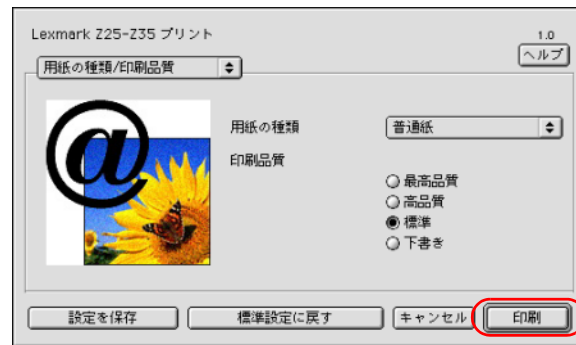 Lexmark Z25-Z35 プリント
1.0
ヘルプ
用紙の種類/印刷品質
用紙の種類
普通紙
印刷品質
最高品質
高品質
標準
下書き
設定を保存
標準設定に戻す
キャンセル
印刷
@